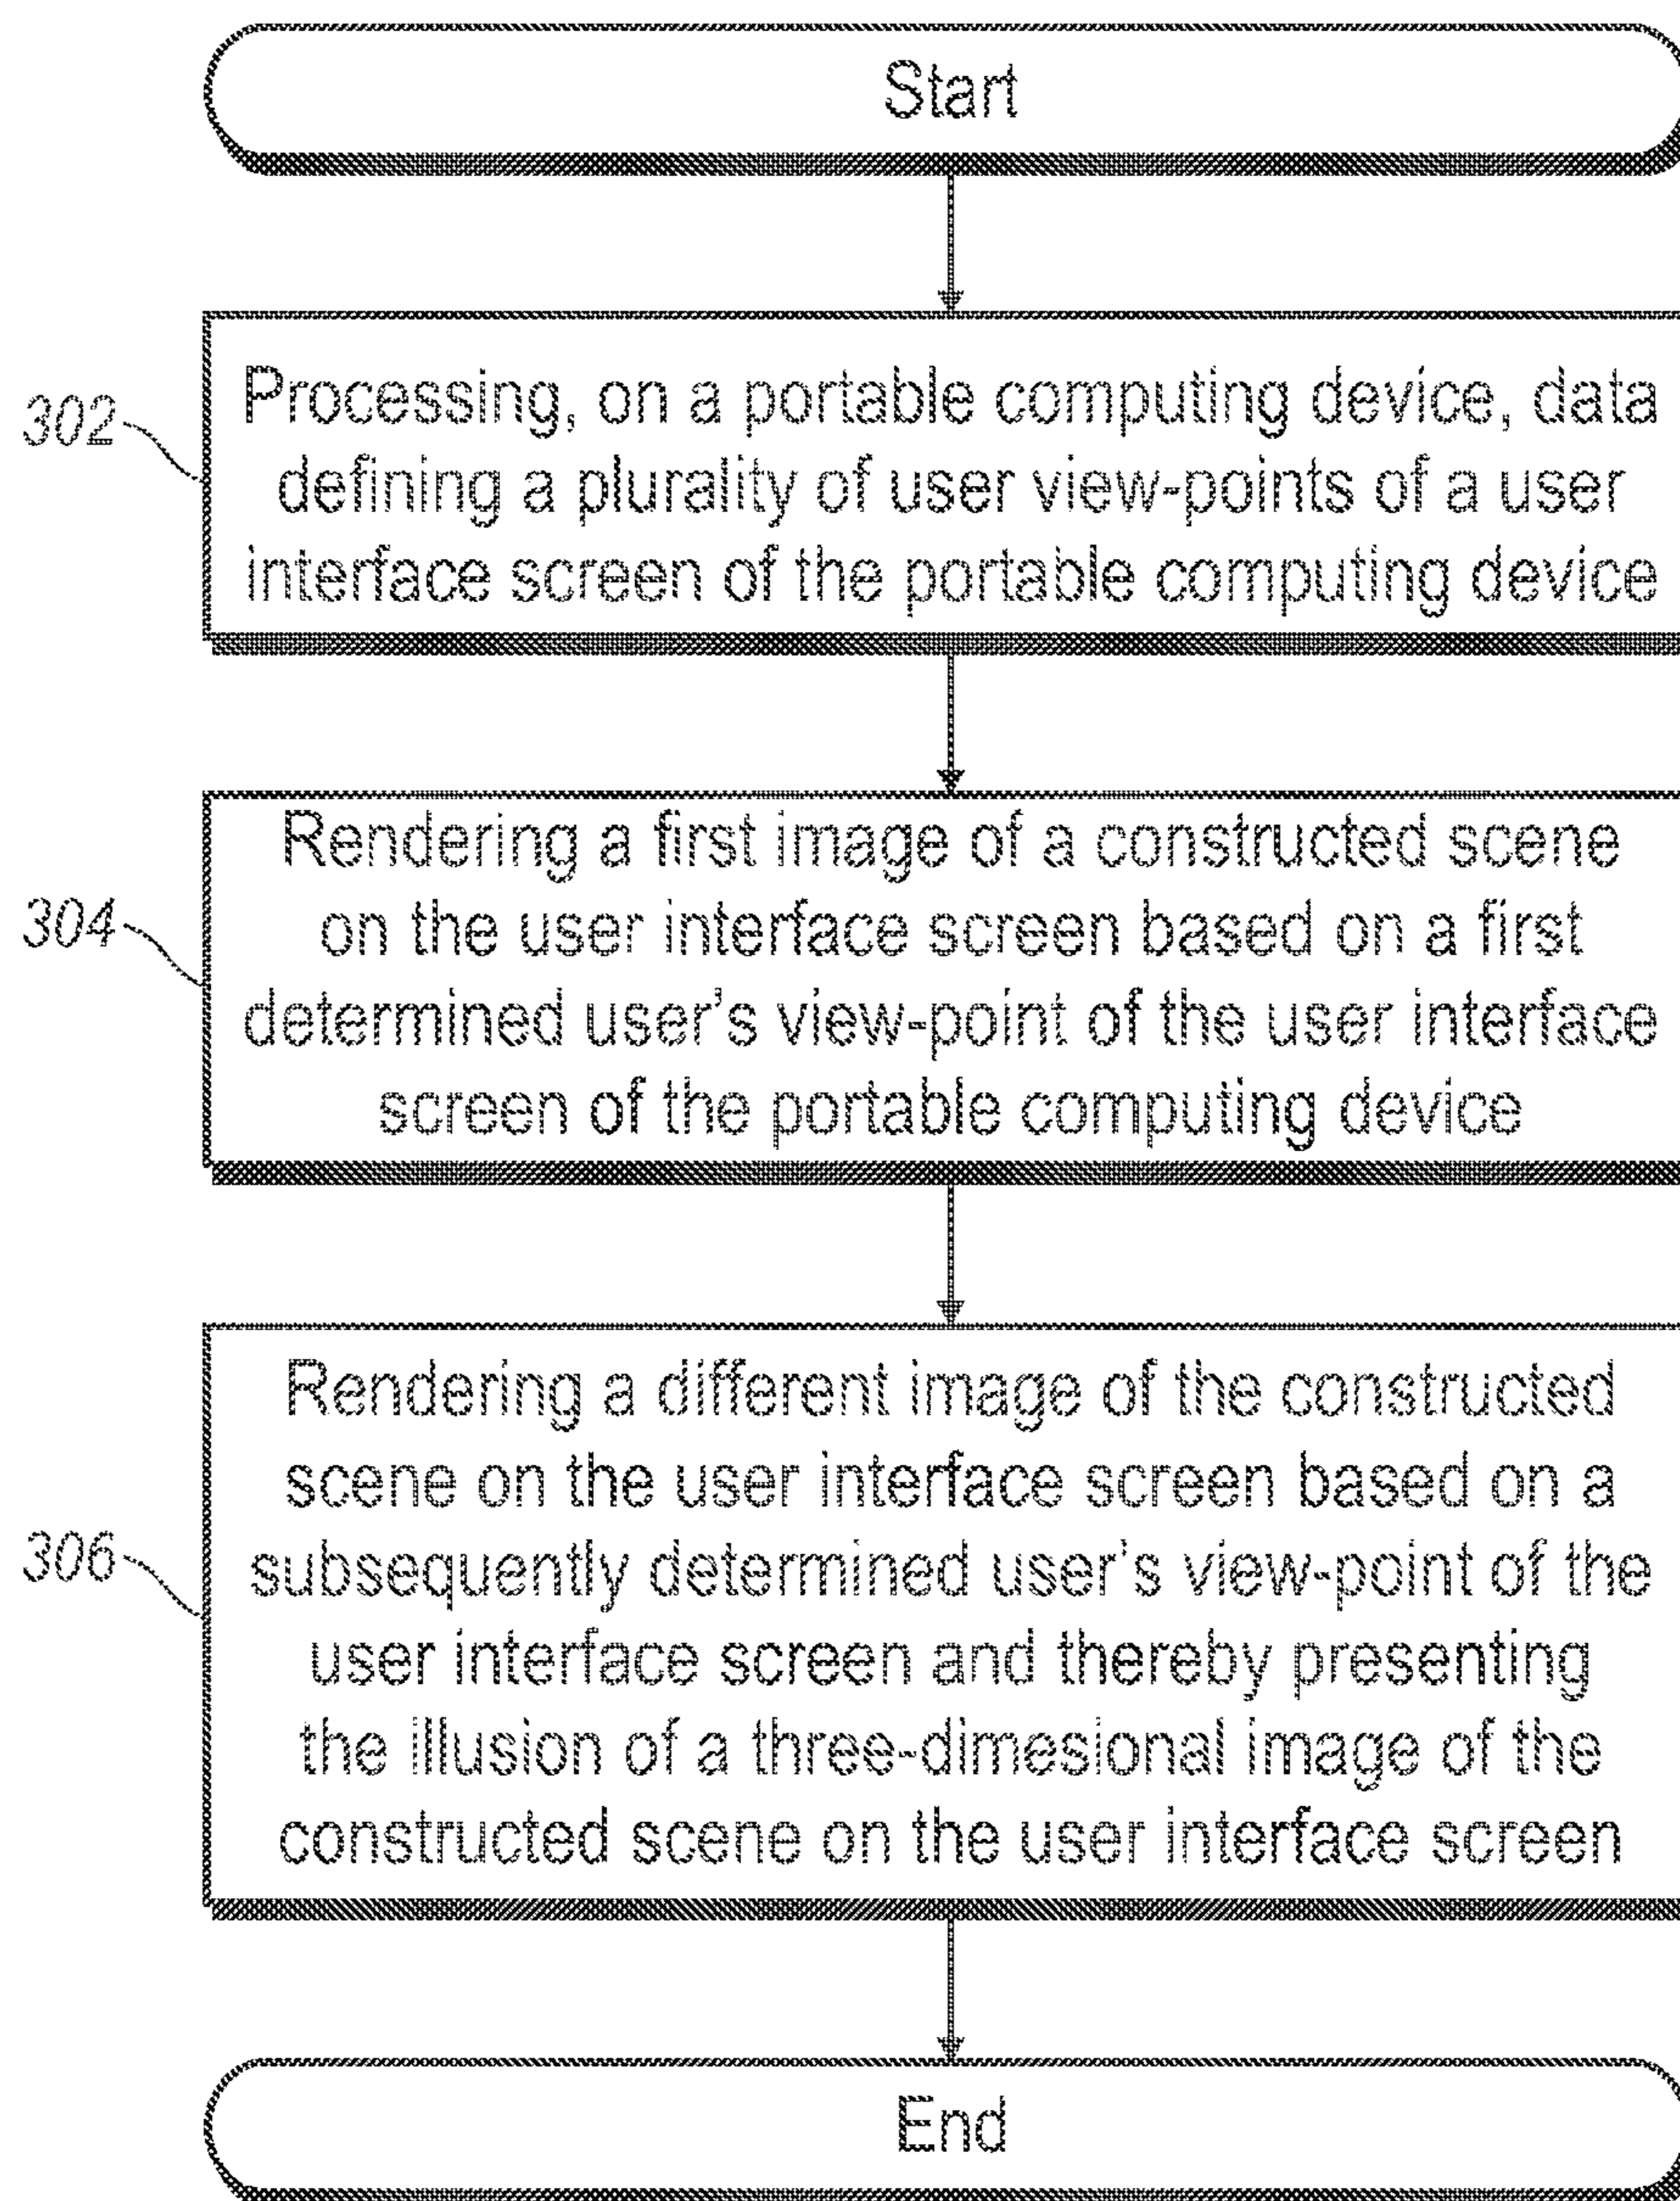 Start
302
Processing, on a portable computing device, data
defining a plurality of user view-points of a user
interface screen of the portable computing device
304
Rendering a first image of a constructed scene
on the user interface screen based on a first
determined user's view-point of the user interface
screen of the portable computing device
306
Rendering a different image of the constructed
scene on the user interface screen based on a
subsequently determined user's view-point of the
user interface screen and thereby presenting
the illusion of a three-dimesional image of the
constructed scene on the user interface screen
End